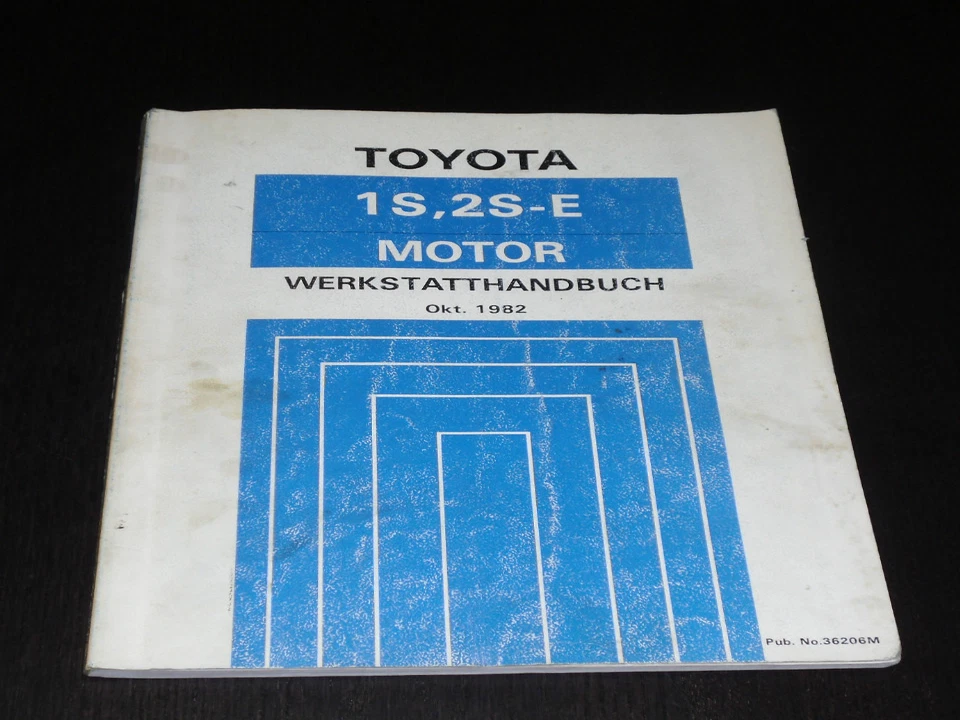 TOYOTA
1S,2S-E
MOTOR
WERKSTATTHANDBUCH
Okt. 1982
Pub. No.36206M